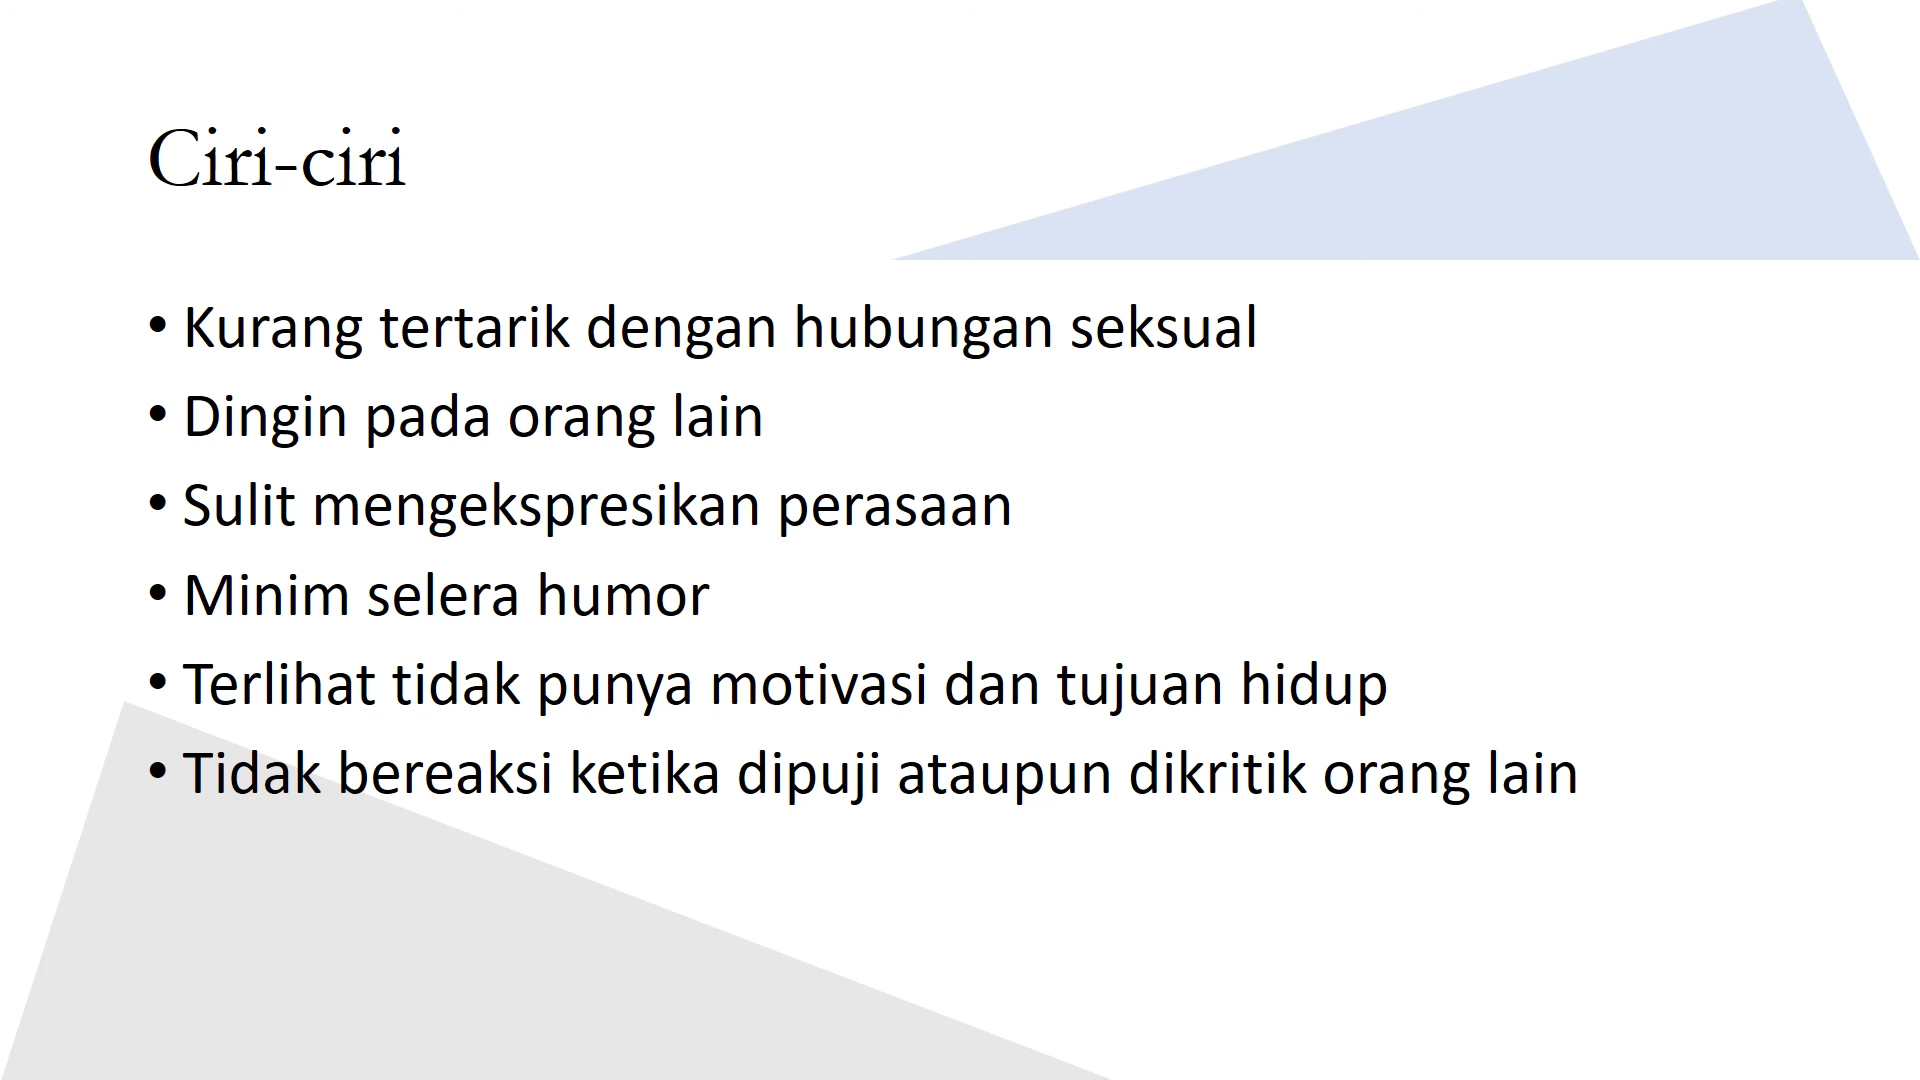 Ciri-ciri
• Kurang tertarik dengan hubungan seksual
• Dingin pada orang lain
• Sulit mengekspresikan perasaan
• Minim selera humor
• Terlihat tidak punya motivasi dan tujuan hidup
• Tidak bereaksi ketika dipuji ataupun dikritik orang lain